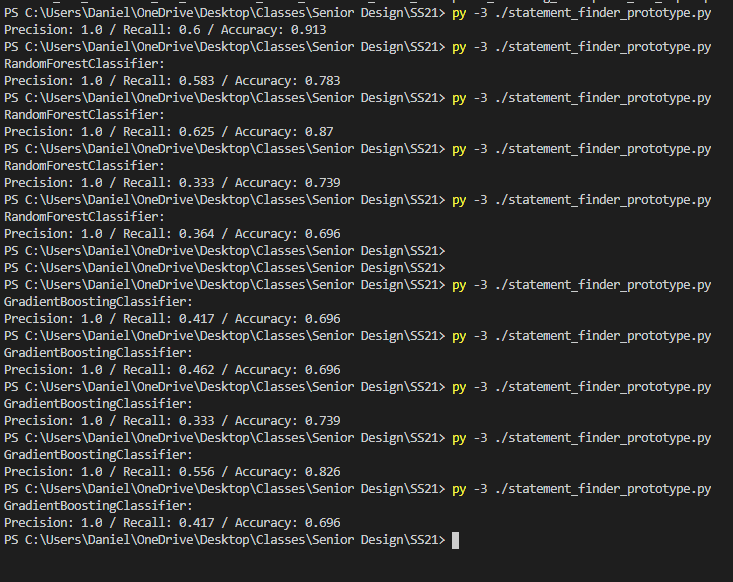 PS C:\Users\Daniel\OneDrive\Desktop\Classes\Senior Design\SS21> py -3 ./statement_finder_prototype.py
Precision: 1.0 / Recall: 0.6 / Accuracy: 0.913
PS C:\Users\Daniel\OneDrive\Desktop\Classes\Senior Design\SS21> py -3 ./statement_finder_prototype.py
RandomForestClassifier:
Precision: 1.0 / Recall: 0.583 / Accuracy: 0.783
PS C:\Users\Daniel\OneDrive\Desktop\Classes\Senior Design\SS21> py -3 ./statement_finder_prototype.py
RandomForestClassifier:
Precision: 1.0 / Recall: 0.625 / Accuracy: 0.87
PS C:\Users\Daniel\OneDrive\Desktop\Classes\Senior Design\SS21> py -3 ./statement_finder_prototype.py
RandomForestClassifier:
Precision: 1.0 / Recall: 0.333 / Accuracy: 0.739
PS C:\Users\Daniel\OneDrive\Desktop\Classes\Senior Design\SS21> py -3 ./statement_finder_prototype.py
RandomForestClassifier:
Precision: 1.0 / Recall: 0.364 / Accuracy: 0.696
PS C:\Users\Daniel\OneDrive\Desktop\Classes\Senior Design\SS21>
PS C:\Users\Daniel\OneDrive\Desktop\Classes\Senior Design\SS21>
PS C:\Users\Daniel\OneDrive\Desktop\Classes\Senior Design\SS21> py -3 ./statement_finder_prototype.py
GradientBoostingClassifier:
Precision: 1.0 / Recall: 0.417 / Accuracy: 0.696
PS C:\Users\Daniel\OneDrive\Desktop\Classes\Senior Design\SS21> py -3 ./statement_finder_prototype.py
GradientBoostingClassifier:
Precision: 1.0 / Recall: 0.462 / Accuracy: 0.696
PS C:\Users\Daniel\OneDrive\Desktop\Classes\Senior Design\SS21> py -3 ./statement_finder_prototype.py
GradientBoostingClassifier:
Precision: 1.0 / Recall: 0.333 / Accuracy: 0.739
PS C:\Users\Daniel\OneDrive\Desktop\Classes\Senior Design\SS21> py -3 ./statement_finder_prototype.py
GradientBoostingClassifier:
Precision: 1.0 / Recall: 0.556 / Accuracy: 0.826
PS C:\Users\Daniel\OneDrive\Desktop\Classes\Senior Design\SS21> py -3 ./statement_finder_prototype.py
GradientBoostingClassifier:
Precision: 1.0 / Recall: 0.417 / Accuracy: 0.696
PS C:\Users\Daniel\OneDrive\Desktop\Classes\Senior Design\SS21>